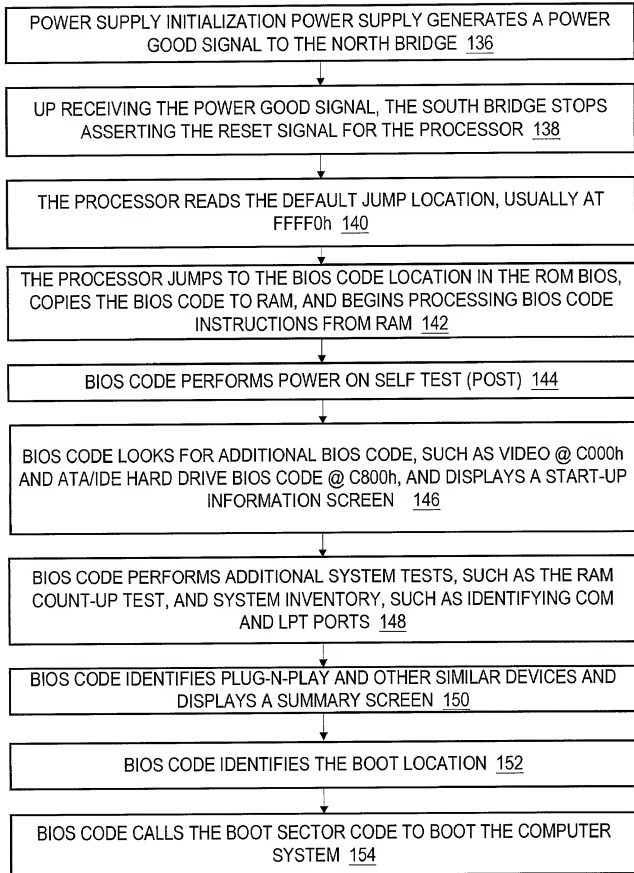 POWER SUPPLY INITIALIZATION POWER SUPPLY GENERATES A POWER
GOOD SIGNAL TO THE NORTH BRIDGE 136
UP RECEIVING THE POWER GOOD SIGNAL, THE SOUTH BRIDGE STOPS
ASSERTING THE RESET SIGNAL FOR THE PROCESSOR 138
THE PROCESSOR READS THE DEFAULT JUMP LOCATION, USUALLY AT
FFFF0h 140
THE PROCESSOR JUMPS TO THE BIOS CODE LOCATION IN THE ROM BIOS,
COPIES THE BIOS CODE TO RAM, AND BEGINS PROCESSING BIOS CODE
INSTRUCTIONS FROM RAM 142
BIOS CODE PERFORMS POWER ON SELF TEST (POST) 144
BIOS CODE LOOKS FOR ADDITIONAL BIOS CODE, SUCH AS VIDEO @ C000h
AND ATA/IDE HARD DRIVE BIOS CODE @ C800h, AND DISPLAYS A START-UP
INFORMATION SCREEN 146
BIOS CODE PERFORMS ADDITIONAL SYSTEM TESTS, SUCH AS THE RAM
COUNT-UP TEST, AND SYSTEM INVENTORY, SUCH AS IDENTIFYING COM
AND LPT PORTS 148
BIOS CODE IDENTIFIES PLUG-N-PLAY AND OTHER SIMILAR DEVICES AND
DISPLAYS A SUMMARY SCREEN 150
BIOS CODE IDENTIFIES THE BOOT LOCATION 152
BIOS CODE CALLS THE BOOT SECTOR CODE TO BOOT THE COMPUTER
SYSTEM 154